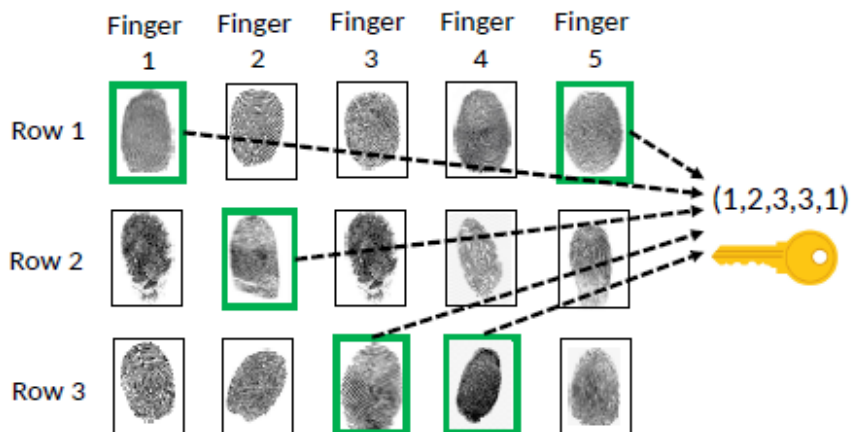 Finger 1
Finger 2
Finger 3
Finger 4
Finger 5
Row 1
(1,2,3,3,1)
Row 2
Row 3